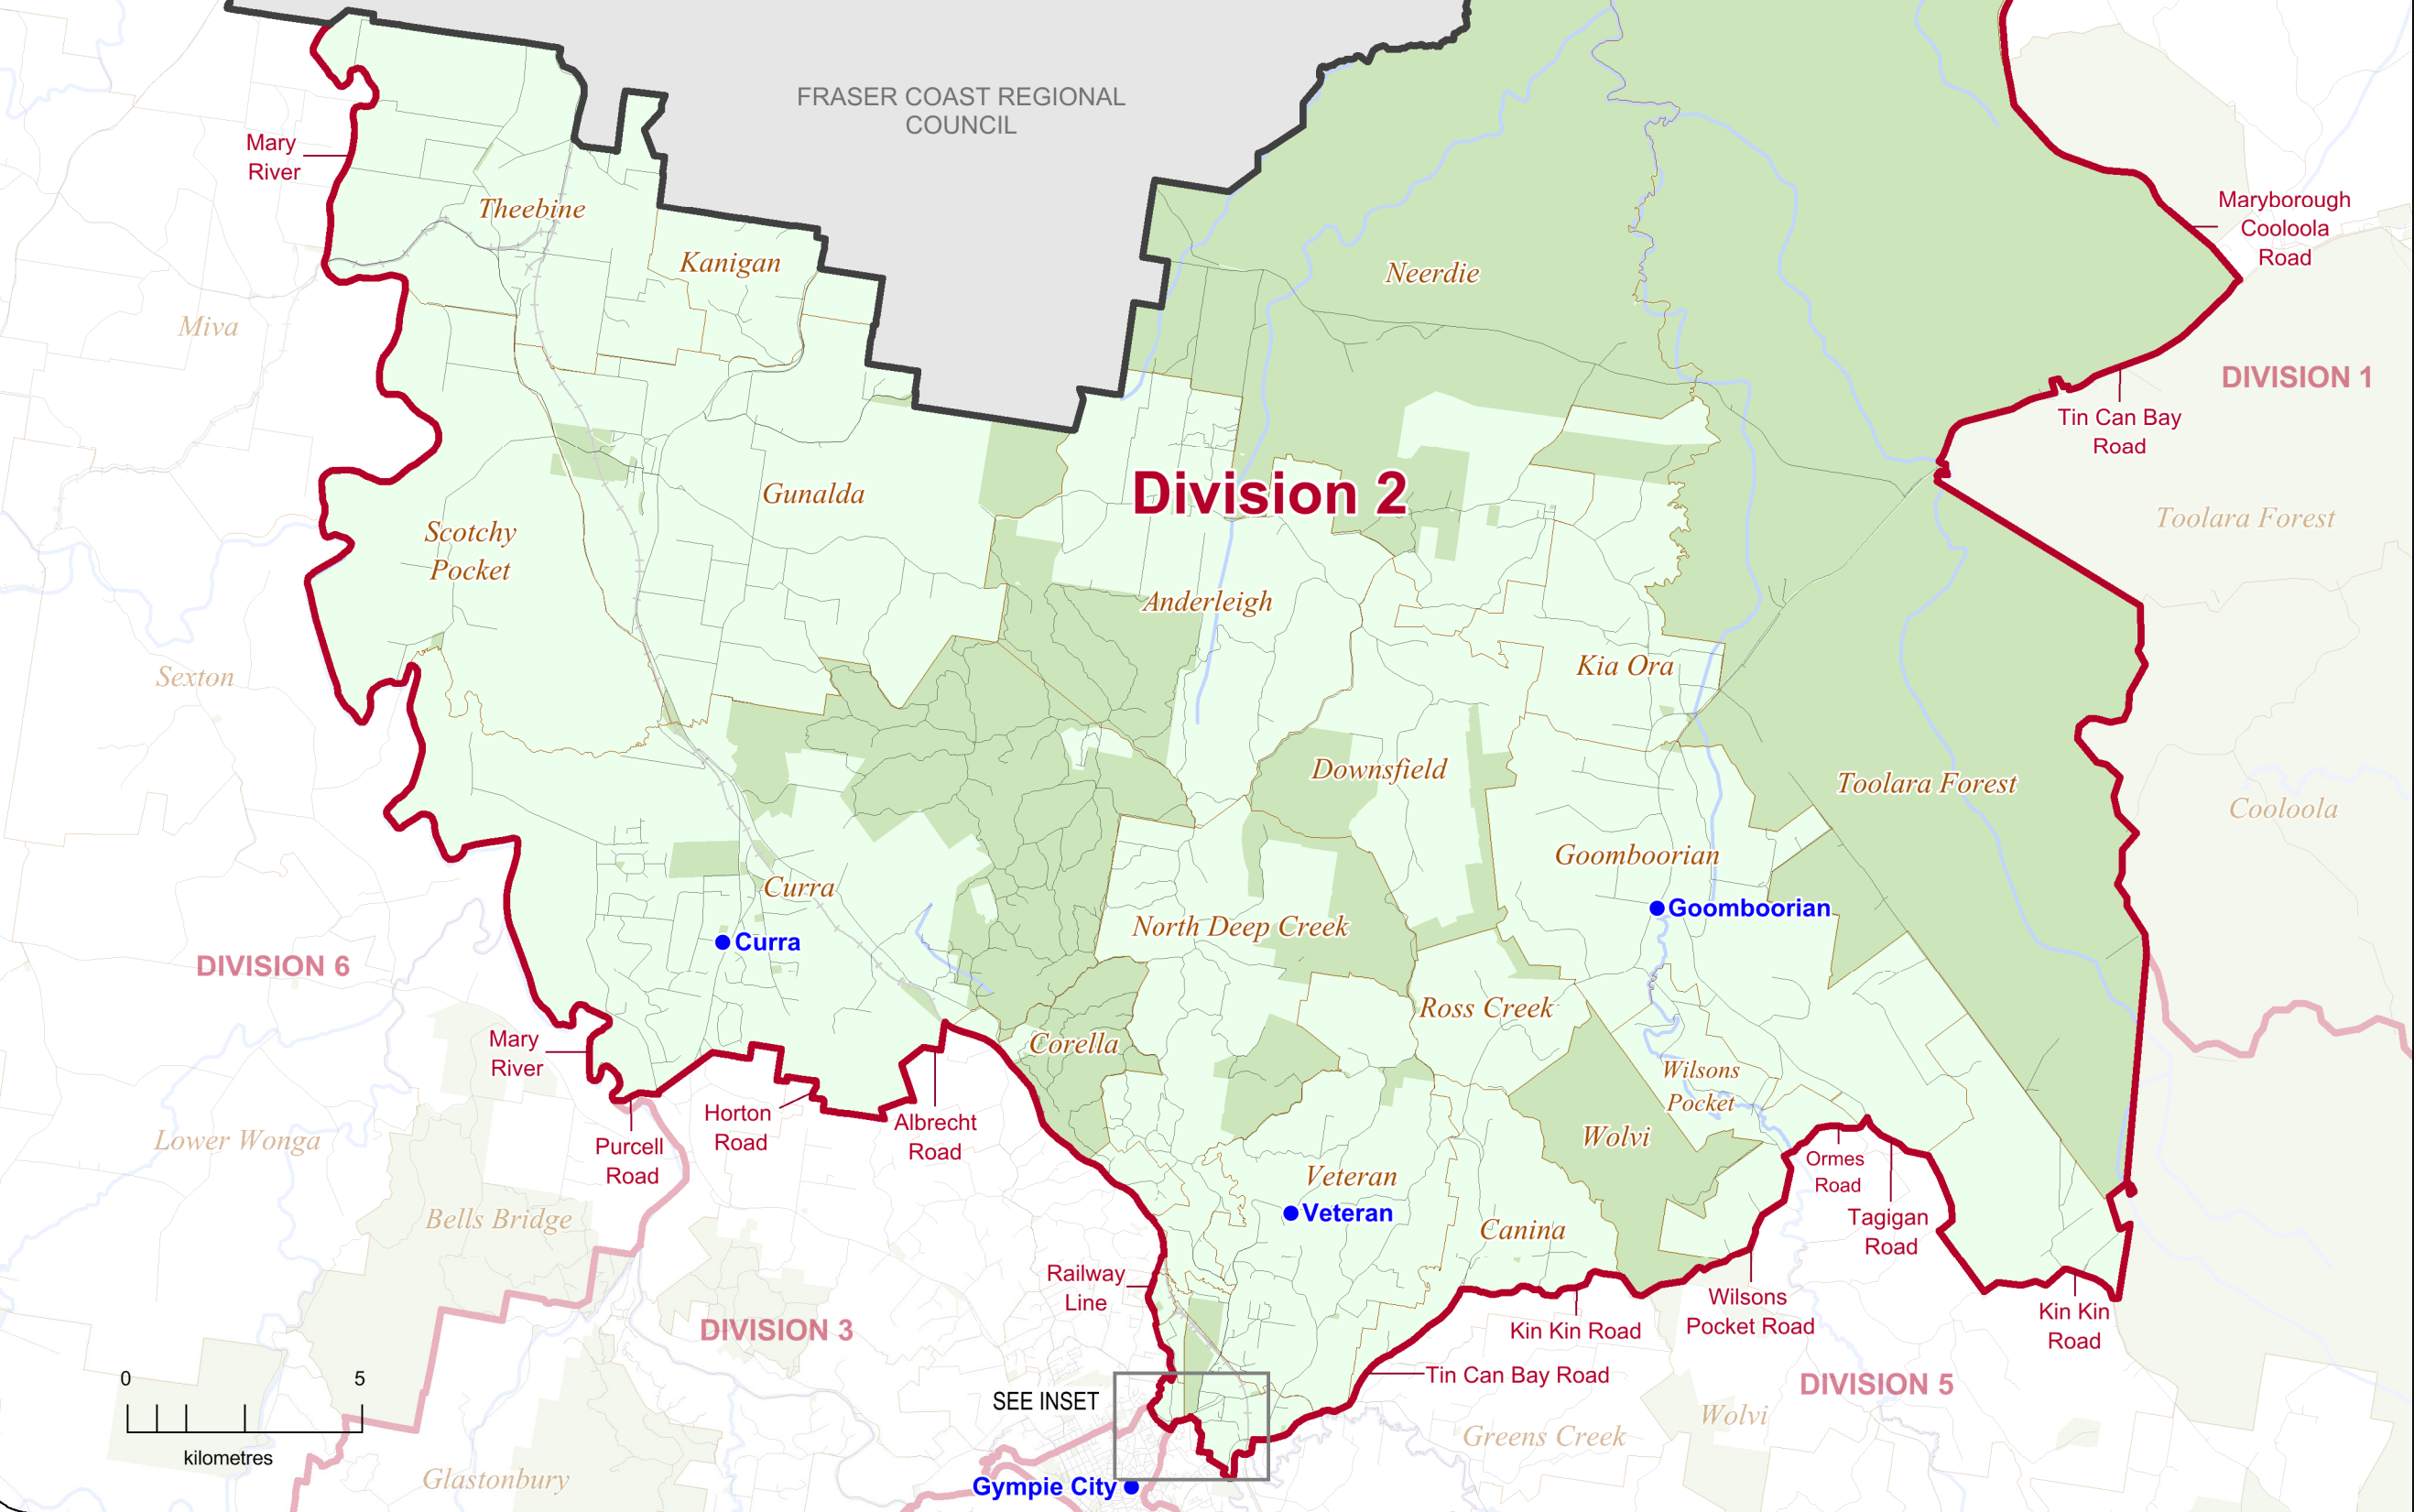 FRASER COAST REGIONAL
COUNCIL
Mary
River
Maryborough
Cooloola
Road
Theebine
Kanigan
Neerdie
Miva
DIVISION 1
Tin Can Bay
Road
Division 2
Gunalda
Toolara Forest
Scotchy
Pocket
Anderleigh
Kia Ora
Sexton
Downsfield
Toolara Forest
Cooloola
Goomboorian
Curra
Goomboorian
North Deep Creek
Curra
DIVISION 6
Ross Creek
Corella
Mary
River
Wilsons
Pocket
Horton
Road
Albrecht
Road
Wolvi
Lower Wonga
Purcell
Road
Ormes
Road
Veteran
Veteran
Tagigan
Road
Bells Bridge
Canina
Railway
Line
Wilsons
Pocket Road
Kin Kin
Road
Kin Kin Road
DIVISION 3
0 5
kilometres
Tin Can Bay Road
DIVISION 5
SEE INSET
Wolvi
Greens Creek
Glastonbury
Gympie City